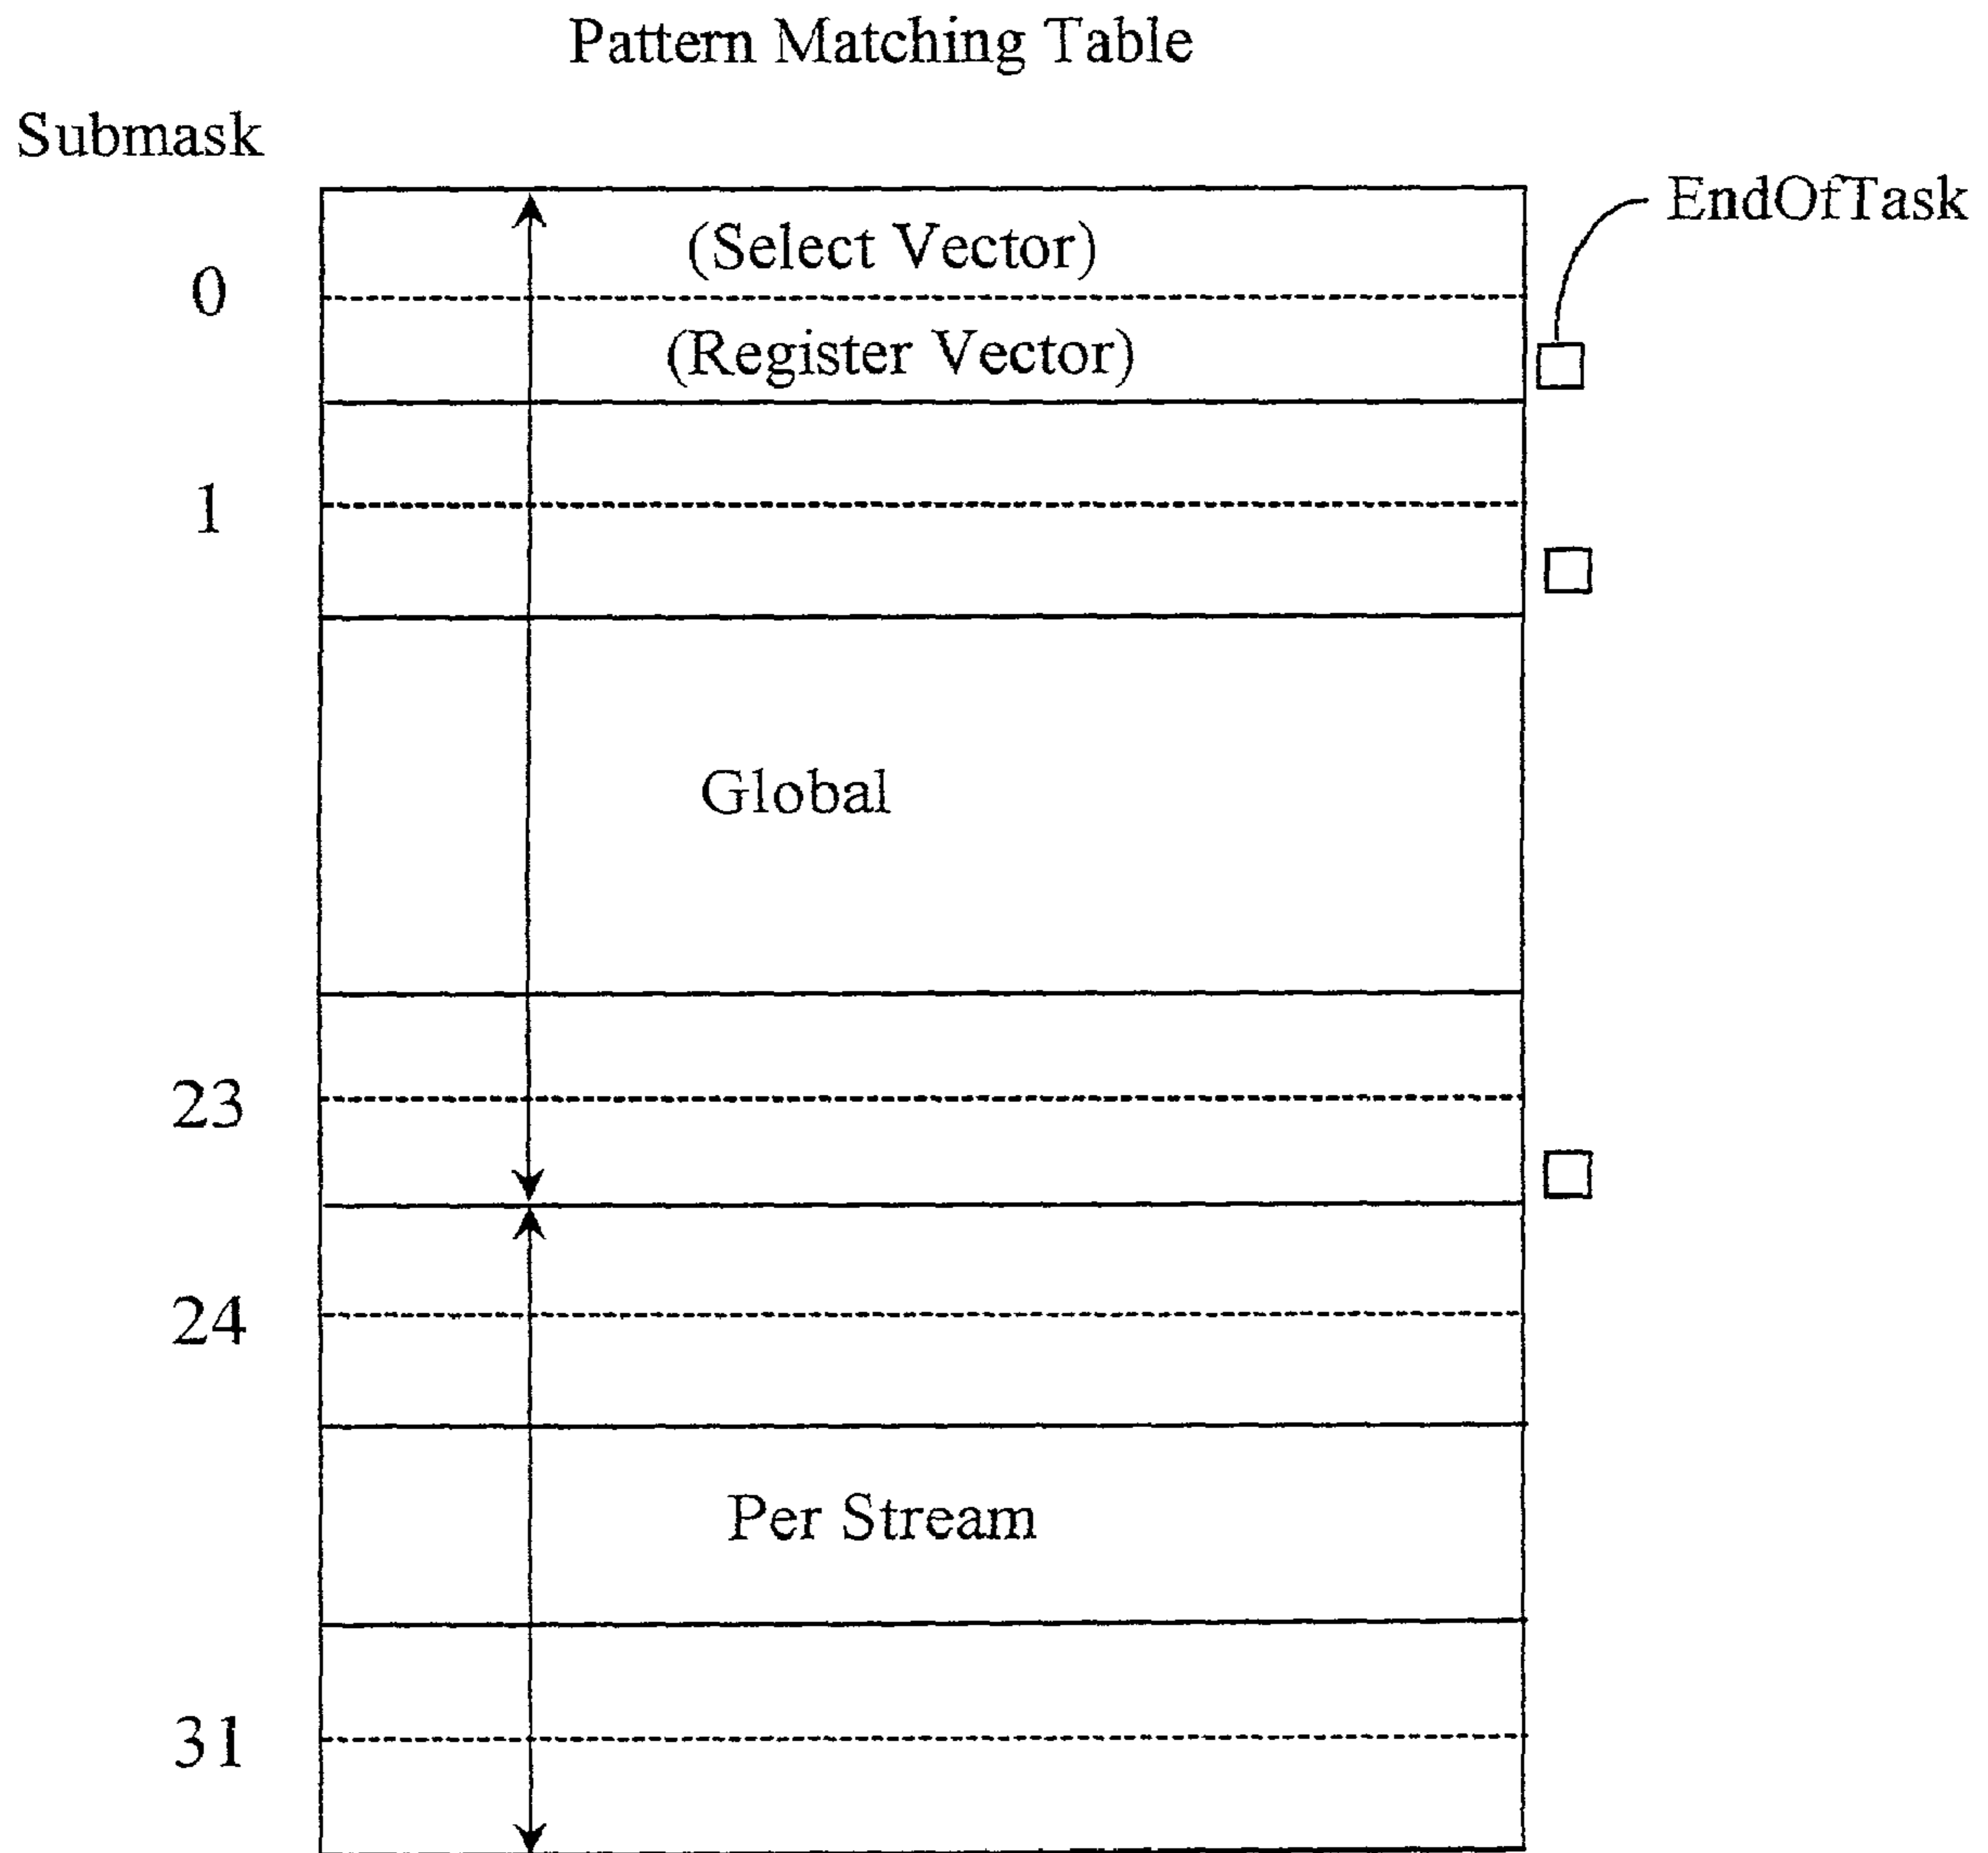 Pattern Matching Table
Submask
EndOfTask
0
(Select Vector)
(Register Vector)
1
Global
23
24
Per Stream
31